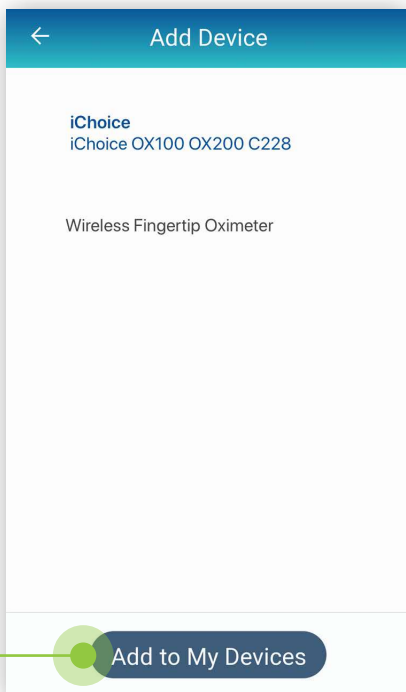 Add Device
iChoice
iChoice OX100 OX200 C228
Wireless Fingertip Oximeter
Add to My Devices